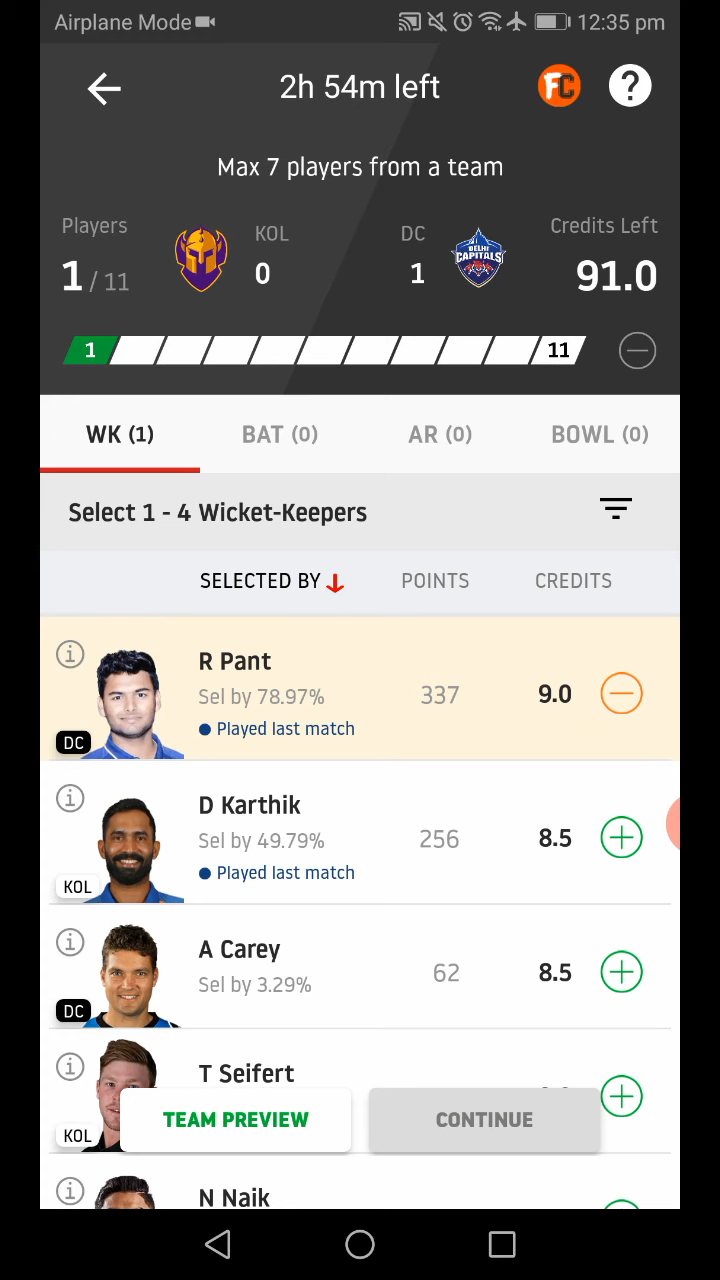 Airplane Mode 12:35 pm
2h 54m left FC ?
Max 7 players from a team
Players KOL DC Credits Left
1 / 11 0 1 DELHI CAPITALS 91.0
1 11
WK (1) BAT (0) AR (0) BOWL (0)
Select 1 - 4 Wicket-Keepers
SELECTED BY POINTS CREDITS
R Pant
Sel by 78.97% 337 9.0
Played last match
DC
D Karthik
Sel by 49.79% 256 8.5
Played last match
KOL
A Carey
Sel by 3.29% 62 8.5
DC
T Seifert
KOL
TEAM PREVIEW CONTINUE
N Naik